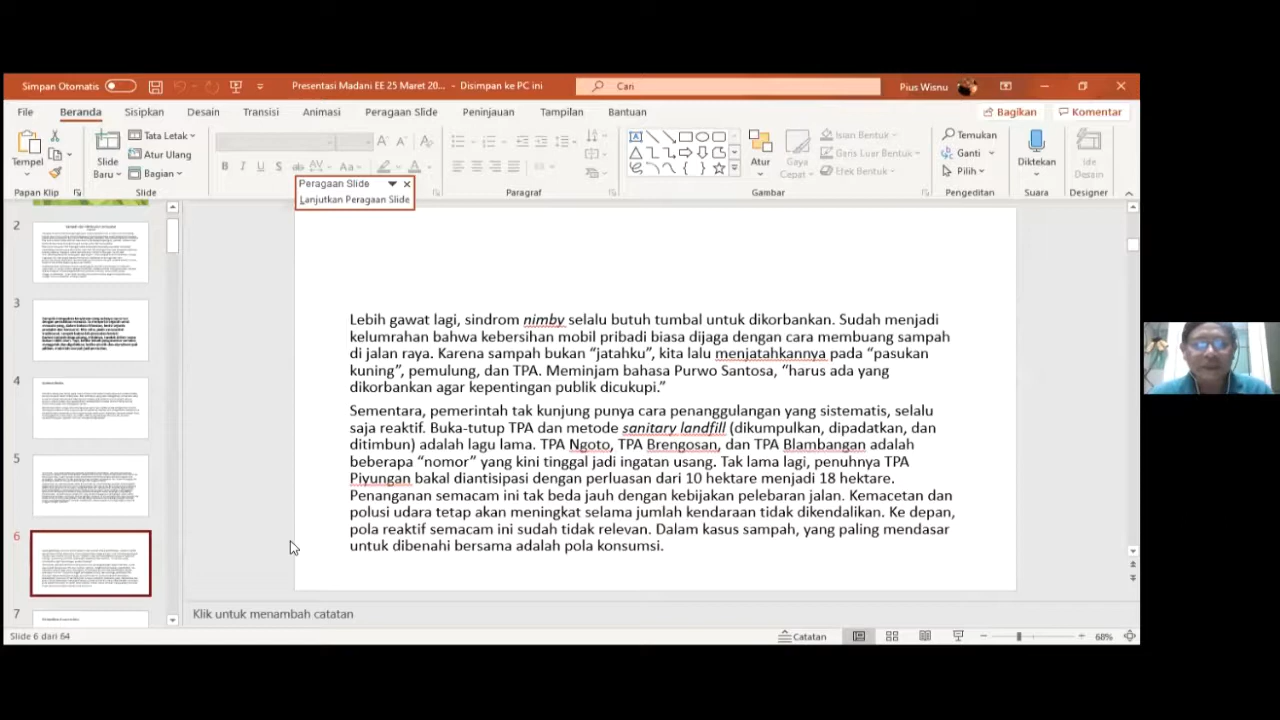 Simpan Otomatis
Presentasi Madani EE 25 Maret 20... - Disimpan ke PC ini
Cari
Pius Wisnu
File Beranda Sisipkan Desain Transisi Animasi Peragaan Slide Peninjauan Tampilan Bantuan
Bagikan Komentar
Tempel
Papan Klip
Slide Baru
Tata Letak
Atur Ulang
Bagian
Slide
Paragraf
Atur
Gaya Cepat
Isian Bentuk
Garis Luar Bentuk
Efek Bentuk
Gambar
Temukan
Ganti
Pilih
Pengeditan
Diktekan
Suara
Ide Desain
Designer
Peragaan Slide
Lanjutkan Peragaan Slide
2
3
4
5
6
7
Lebih gawat lagi, sindrom nimby selalu butuh tumbal untuk dikorbankan. Sudah menjadi
kelumrahan bahwa kebersihan mobil pribadi biasa dijaga dengan cara membuang sampah
di jalan raya. Karena sampah bukan “jatahku”, kita lalu menjatahkannya pada “pasukan
kuning”, pemulung, dan TPA. Meminjam bahasa Purwo Santosa, “harus ada yang
dikorbankan agar kepentingan publik dicukupi.”
Sementara, pemerintah tak kunjung punya cara penanggulangan yang sistematis, selalu
saja reaktif. Buka-tutup TPA dan metode sanitary landfill (dikumpulkan, dipadatkan, dan
ditimbun) adalah lagu lama. TPA Ngoto, TPA Brengosan, dan TPA Blambangan adalah
beberapa “nomor” yang kini tinggal jadi ingatan usang. Tak lama lagi, penuhnya TPA
Piyungan bakal diantisipasi dengan perluasan dari 10 hektare menjadi 18 hektare.
Penanganan semacam ini tak beda jauh dengan kebijakan pelebaran jalan. Kemacetan dan
polusi udara tetap akan meningkat selama jumlah kendaraan tidak dikendalikan. Ke depan,
pola reaktif semacam ini sudah tidak relevan. Dalam kasus sampah, yang paling mendasar
untuk dibenahi bersama adalah pola konsumsi.
Klik untuk menambah catatan
Slide 6 dari 64
Catatan
68%